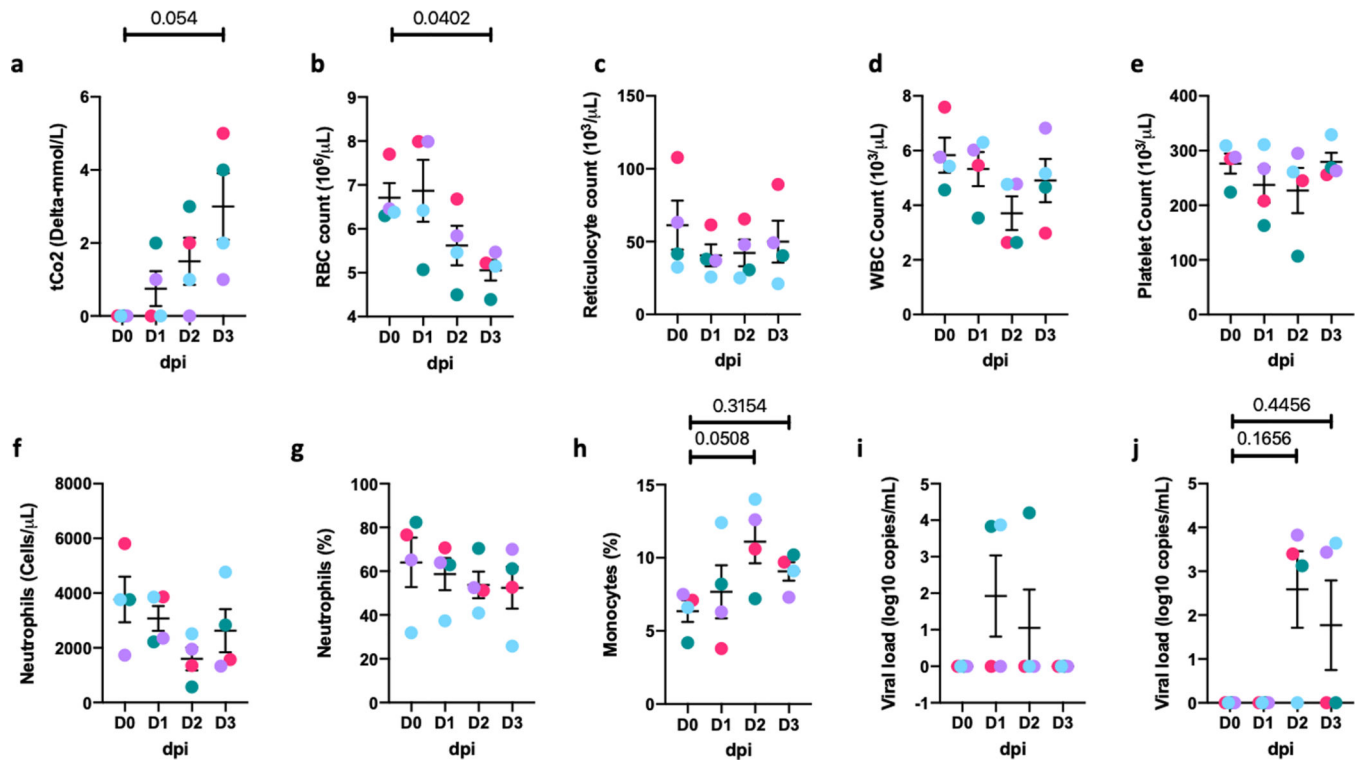 0.054
0.0402
a
b
c
d
e
tCo2 (Delta-mmol/L)
6
4
2
0
D0 D1 D2 D3
dpi
RBC count (10⁶/μL)
9
8
7
6
5
4
D0 D1 D2 D3
dpi
Reticulocyte count (10³/μL)
150
100
50
0
D0 D1 D2 D3
dpi
WBC Count (10³/μL)
8
6
4
2
0
D0 D1 D2 D3
dpi
Platelet Count (10³/μL)
400
300
200
100
0
D0 D1 D2 D3
dpi
0.3154
0.0508
0.4456
0.1656
f
g
h
i
j
Neutrophils (Cells/μL)
8000
6000
4000
2000
0
D0 D1 D2 D3
dpi
Neutrophils (%)
100
80
60
40
20
0
D0 D1 D2 D3
dpi
Monocytes (%)
15
10
5
0
D0 D1 D2 D3
dpi
Viral load (log10 copies/mL)
5
4
3
2
1
0
-1
D0 D1 D2 D3
dpi
Viral load (log10 copies/mL)
5
4
3
2
1
0
D0 D1 D2 D3
dpi